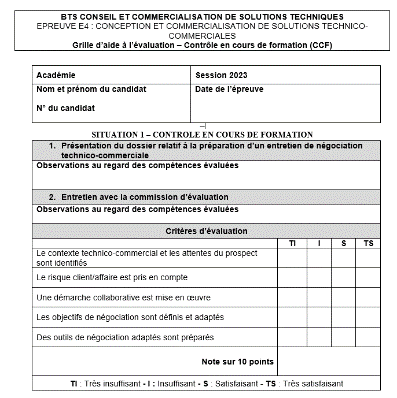 BTS CONSEIL ET COMMERCIALISATION DE SOLUTIONS TECHNIQUES
EPREUVE E4 : CONCEPTION ET COMMERCIALISATION DE SOLUTIONS TECHNICO-
COMMERCIALES
Grille d'aide à l'évaluation – Contrôle en cours de formation (CCF)
Académie
Session 2023
Nom et prénom du candidat
Date de l'épreuve
N° du candidat
SITUATION 1 – CONTROLE EN COURS DE FORMATION
1. Présentation du dossier relatif à la préparation d'un entretien de négociation
technico-commerciale
Observations au regard des compétences évaluées
2. Entretien avec la commission d'évaluation
Observations au regard des compétences évaluées
Critères d'évaluation
TI I S TS
Le contexte technico-commercial et les attentes du prospect
sont identifiés
Le risque client/affaire est pris en compte
Une démarche collaborative est mise en œuvre
Les objectifs de négociation sont définis et adaptés
Des outils de négociation adaptés sont préparés
Note sur 10 points
TI : Très insuffisant - I : Insuffisant - S : Satisfaisant - TS : Très satisfaisant